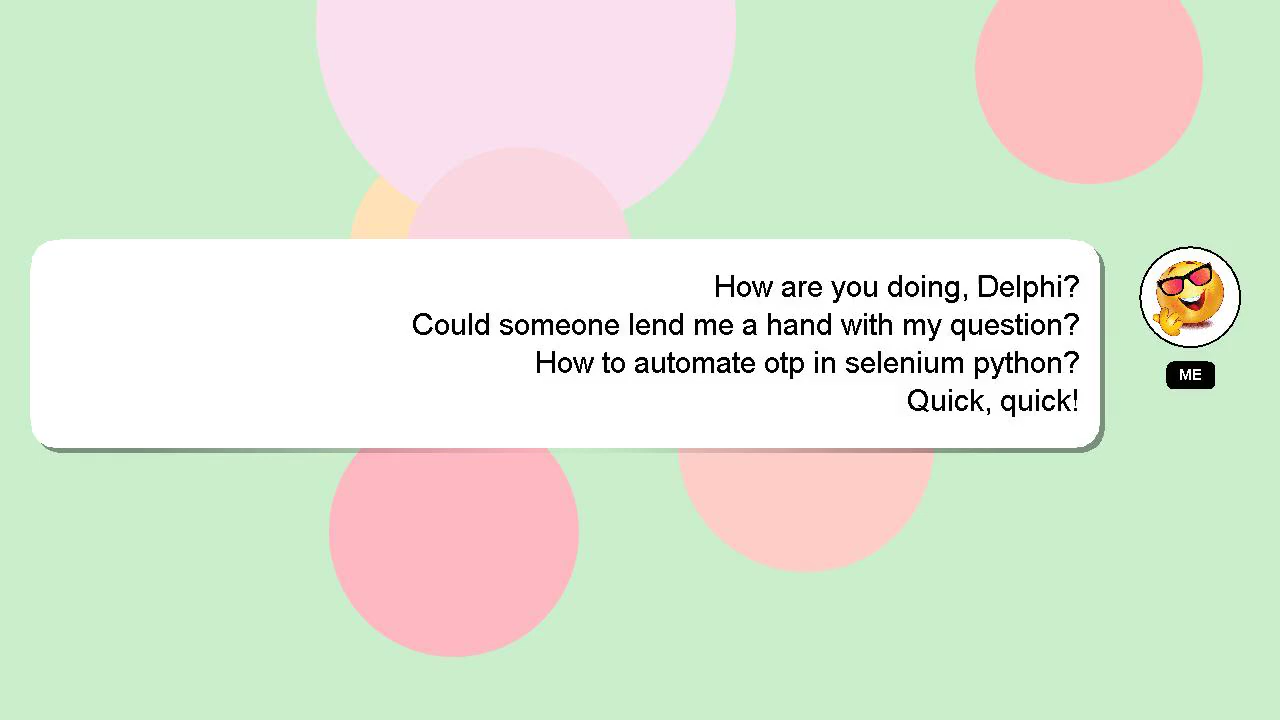 How are you doing, Delphi?
Could someone lend me a hand with my question?
How to automate otp in selenium python?
Quick, quick!
ME